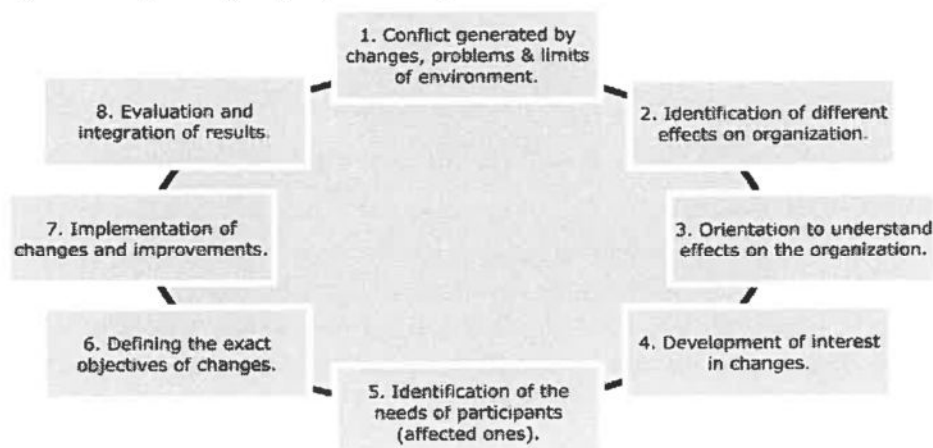 1. Conflict generated by
changes, problems & limits
of environment.
2. Identification of different
effects on organization.
3. Orientation to understand
effects on the organization.
4. Development of interest
in changes.
5. Identification of the
needs of participants
(affected ones).
6. Defining the exact
objectives of changes.
7. Implementation of
changes and improvements.
8. Evaluation and
integration of results.